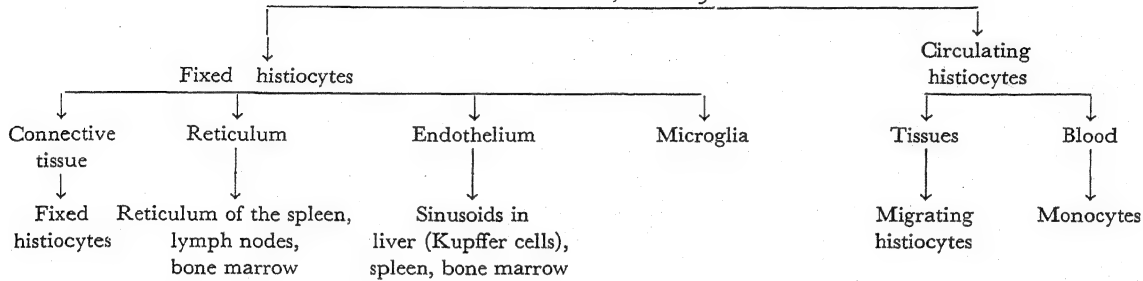 Circulating
Fixed histiocytes
histiocytes
Connective
tissue
Reticulum
Endothelium
Microglia
Tissues
Blood
Fixed
histiocytes
Reticulum of the spleen,
lymph nodes,
bone marrow
Sinusoids in
liver (Kupffer cells),
spleen, bone marrow
Migrating
histiocytes
Monocytes